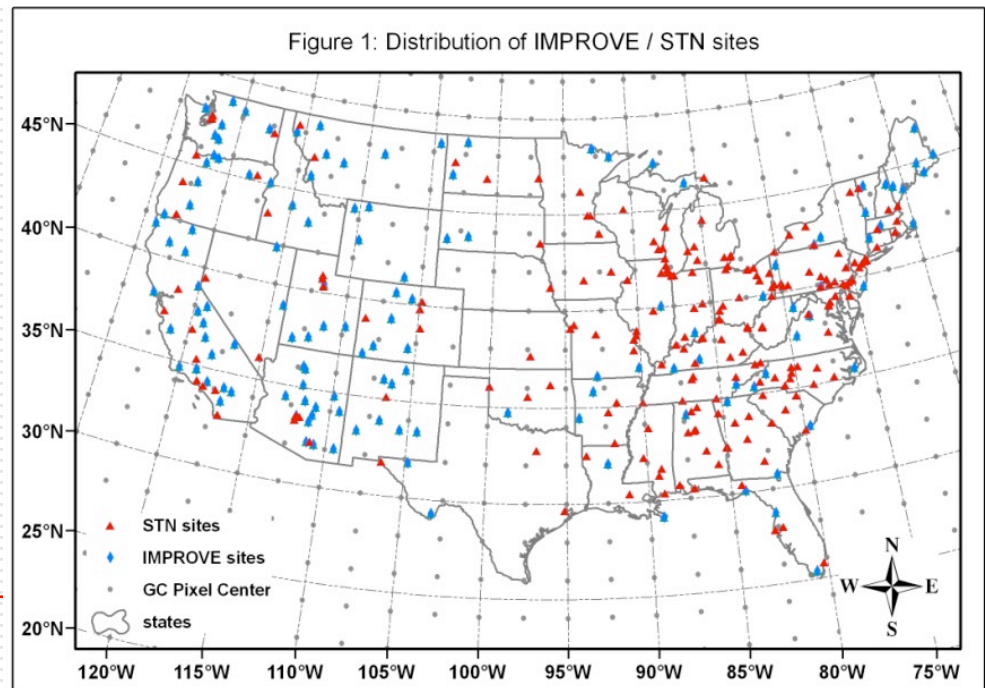 Figure 1: Distribution of IMPROVE / STN sites
45°N
40°N
35°N
30°N
25°N
20°N
STN sites
IMPROVE sites
GC Pixel Center
states
N
W
E
S
120°W
115°W
110°W
105°W
100°W
95°W
90°W
85°W
80°W
75°W